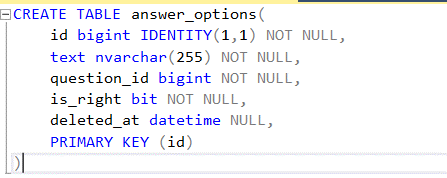 CREATE TABLE answer_options(
id bigint IDENTITY(1,1) NOT NULL,
text nvarchar(255) NOT NULL,
question_id bigint NOT NULL,
is_right bit NOT NULL,
deleted_at datetime NULL,
PRIMARY KEY (id)
)